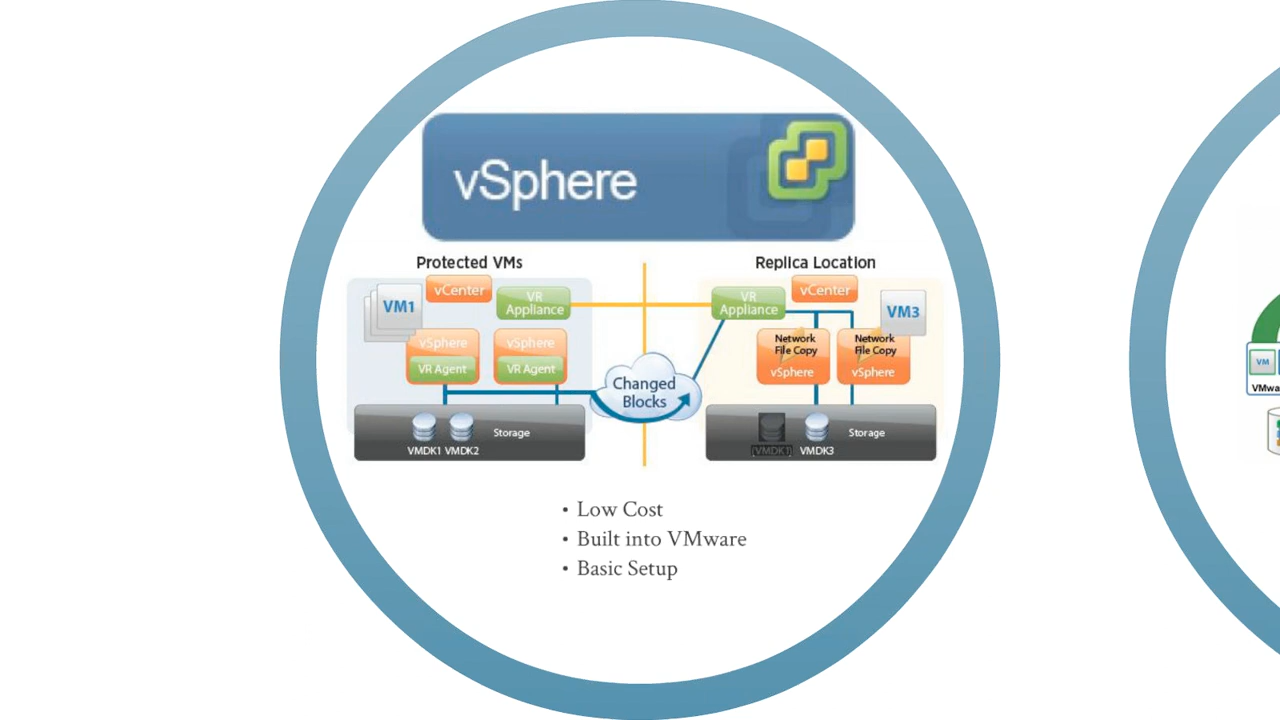 vSphere
Protected VMs
Replica Location
vCenter
VR
Appliance
VM1
vSphere
VR Agent
vSphere
VR Agent
VR
Appliance
vCenter
VM3
Network
File Copy
vSphere
Network
File Copy
vSphere
Changed
Blocks
VMDK1 VMDK2
Storage
VMDK3
Storage
• Low Cost
• Built into VMware
• Basic Setup
VM